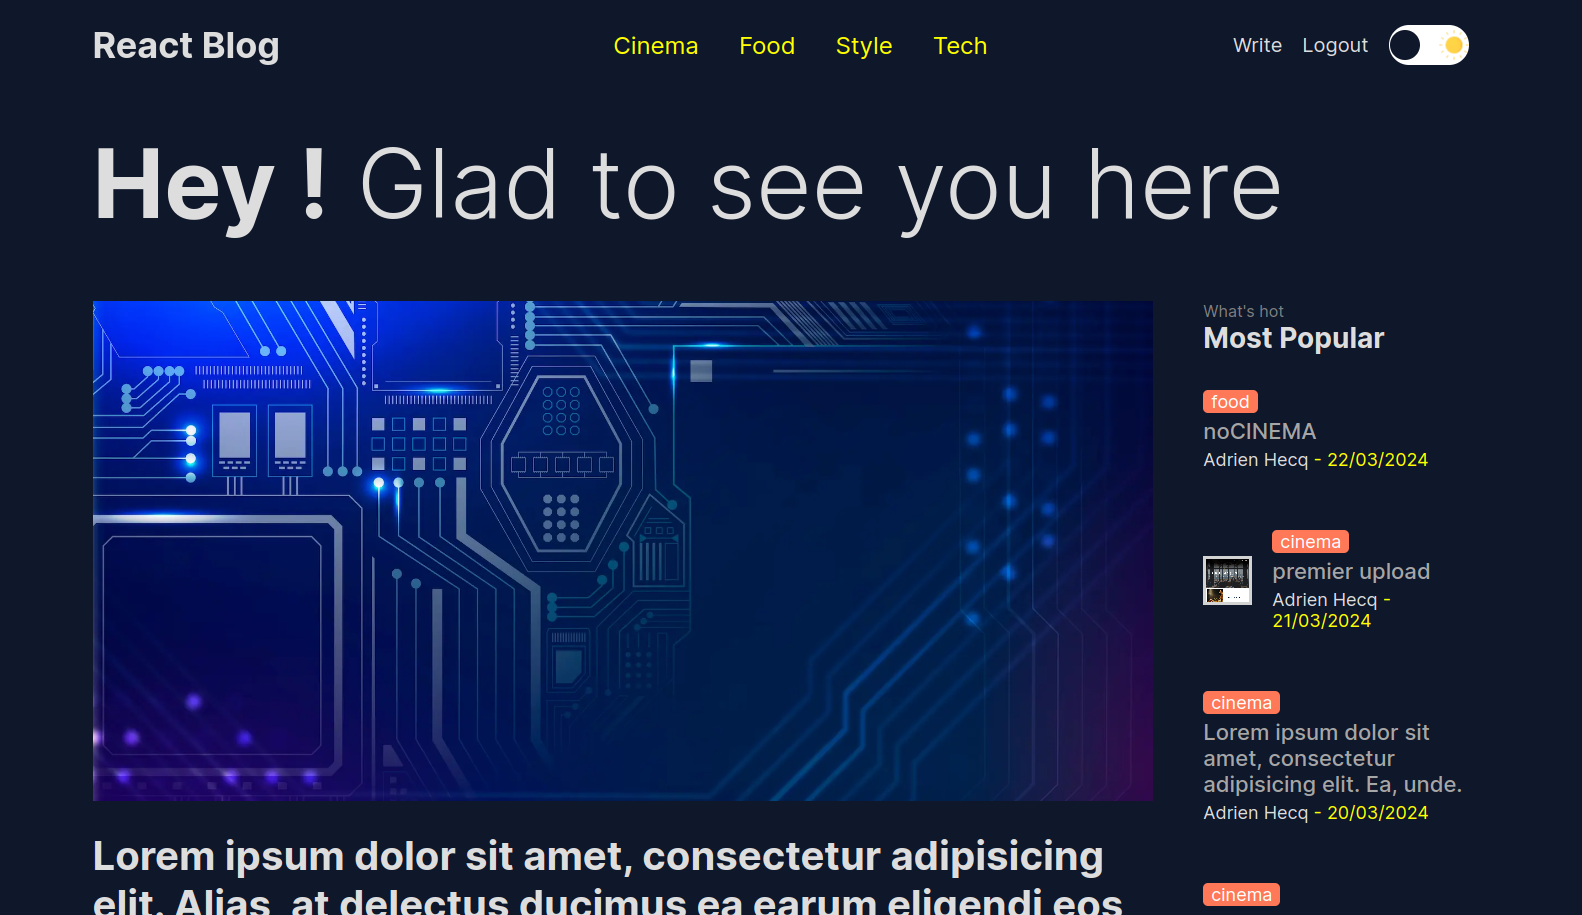 React Blog
Cinema Food Style Tech
Write Logout
Hey ! Glad to see you here
What's hot
Most Popular
food
noCINEMA
Adrien Hecq - 22/03/2024
cinema
premier upload
Adrien Hecq -
21/03/2024
cinema
Lorem ipsum dolor sit
amet, consectetur
adipisicing elit. Ea, unde.
Adrien Hecq - 20/03/2024
cinema
Lorem ipsum dolor sit amet, consectetur adipisicing
elit. Alias, at delectus ducimus ea earum eligendi eos